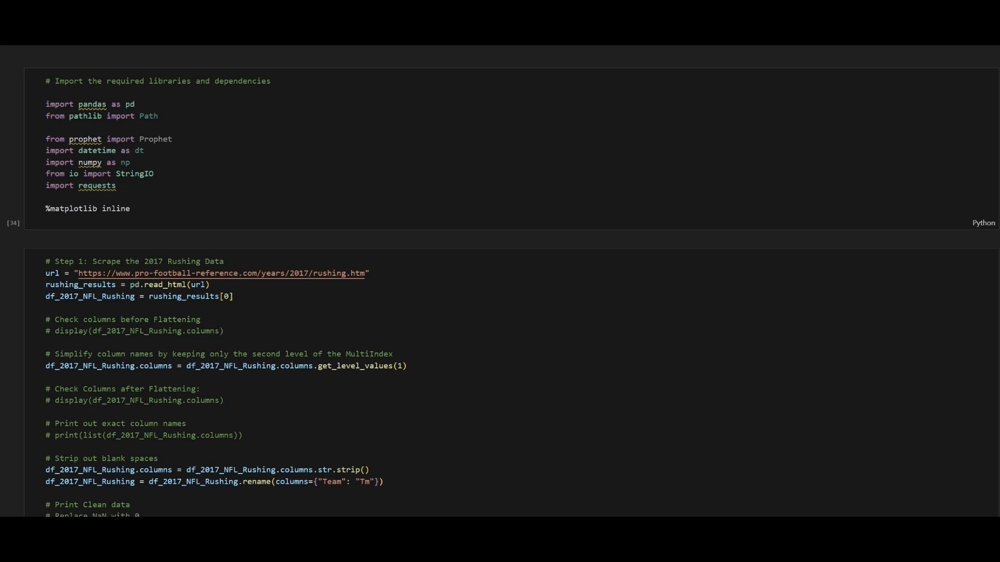 # Import the required libraries and dependencies
import pandas as pd
from pathlib import Path
from prophet import Prophet
import datetime as dt
import numpy as np
from io import StringIO
import requests
%matplotlib inline
[34]
Python
# Step 1: Scrape the 2017 Rushing Data
url = "https://www.pro-football-reference.com/years/2017/rushing.htm"
rushing_results = pd.read_html(url)
df_2017_NFL_Rushing = rushing_results[0]
# Check columns before Flattening
# display(df_2017_NFL_Rushing.columns)
# Simplify column names by keeping only the second level of the MultiIndex
df_2017_NFL_Rushing.columns = df_2017_NFL_Rushing.columns.get_level_values(1)
# Check Columns after Flattening:
# display(df_2017_NFL_Rushing.columns)
# Print out exact column names
# print(list(df_2017_NFL_Rushing.columns))
# Strip out blank spaces
df_2017_NFL_Rushing.columns = df_2017_NFL_Rushing.columns.str.strip()
df_2017_NFL_Rushing = df_2017_NFL_Rushing.rename(columns={"Team": "Tm"})
# Print Clean data
# Replace NaN with 0